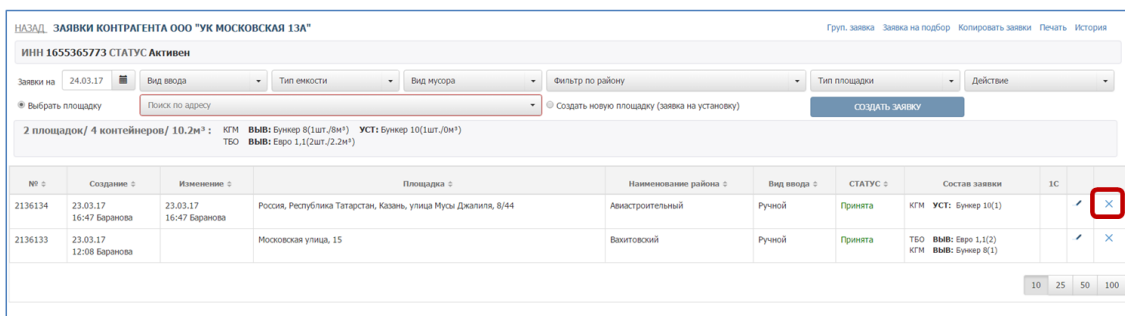 НАЗАД ЗАЯВКИ КОНТРАГЕНТА ООО "УК МОСКОВСКАЯ 13А" Груп. заявка Заявка на подбор Копировать заявки Печать История
ИНН 1655365773 СТАТУС Активен
Заявки на 24.03.17 Вид ввода Тип емкости Вид мусора Фильтр по району Тип площадки Действие
Выбрать площадку Поиск по адресу Создать новую площадку (заявка на установку) СОЗДАТЬ ЗАЯВКУ
2 площадок/ 4 контейнеров/ 10.2м³ : КГМ ВЫВ: Бункер 8(1шт./8м³) УСТ: Бункер 10(1шт./0м³)
ТБО ВЫВ: Евро 1,1(2шт./2.2м³)
№ Создание Изменение Площадка Наименование района Вид ввода СТАТУС Состав заявки 1С
2136134 23.03.17 23.03.17 Россия, Республика Татарстан, Казань, улица Мусы Джалиля, 8/44 Авиастроительный Ручной Принята КГМ УСТ: Бункер 10(1)
16:47 Баранова 16:47 Баранова
2136133 23.03.17 Московская улица, 15 Вахитовский Ручной Принята ТБО ВЫВ: Евро 1,1(2)
12:08 Баранова КГМ ВЫВ: Бункер 8(1)
10 25 50 100